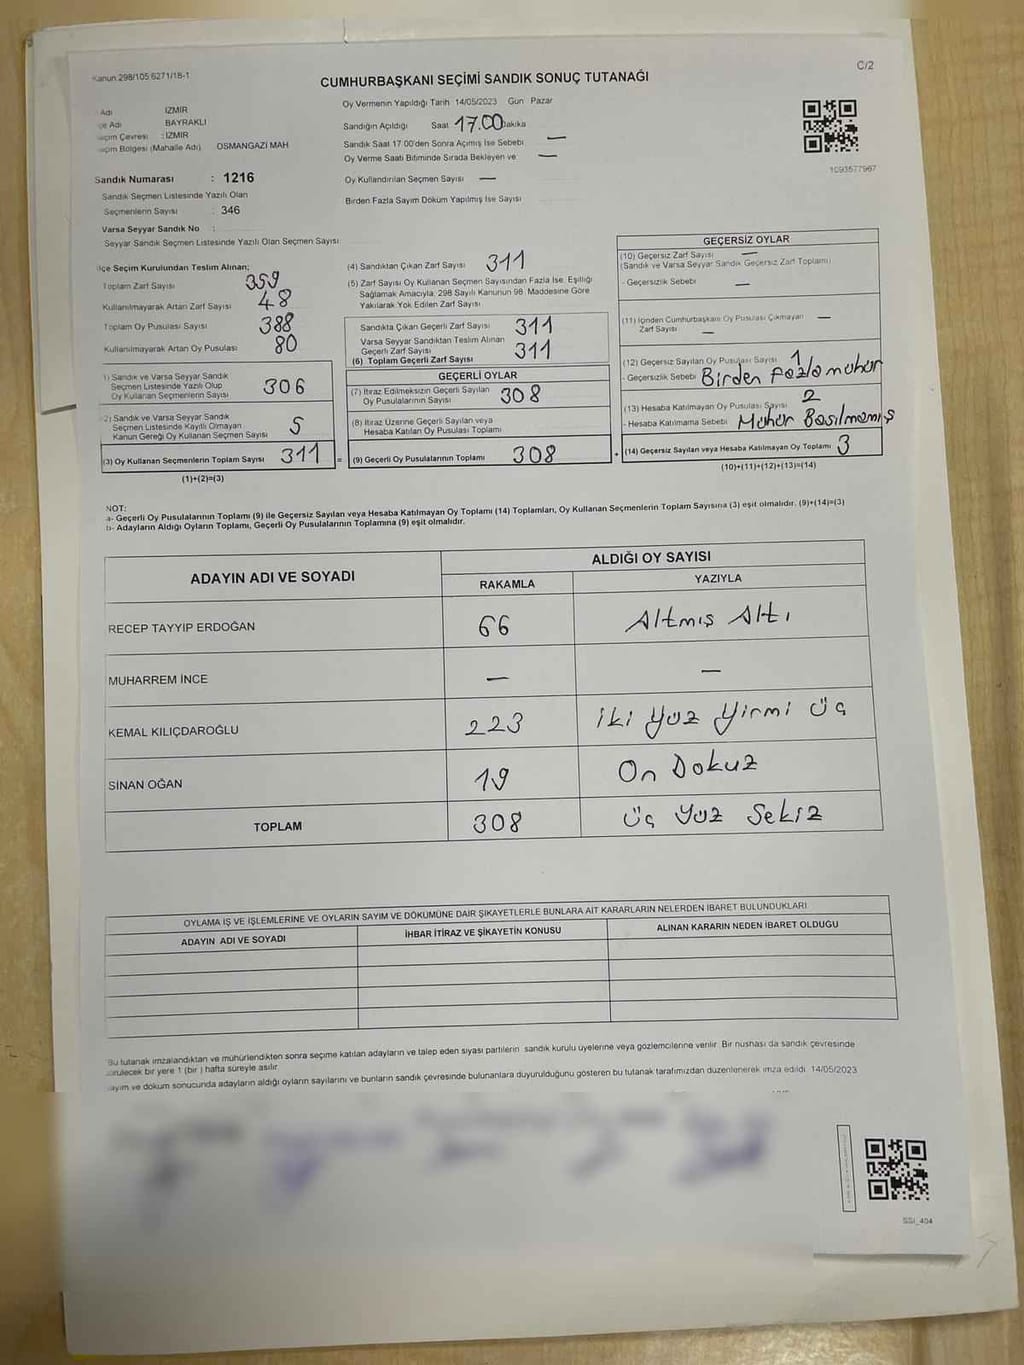 Kanun 298/105 6271/18-1
C/2
CUMHURBAŞKANI SEÇİMİ SANDIK SONUÇ TUTANAĞI
Adı İZMİR
Adı BAYRAKLI
Seçim Çevresi : İZMİR
Seçim Bölgesi (Mahalle Adı) OSMANGAZİ MAH
Sandık Numarası : 1216
Sandık Seçmen Listesinde Yazılı Olan
Seçmenlerin Sayısı : 346
Varsa Seyyar Sandık No :
Seyyar Sandık Seçmen Listesinde Yazılı Olan Seçmen Sayısı
Oy Vermenin Yapıldığı Tarih 14/05/2023 Gün Pazar
Sandığın Açıldığı Saat 17.00 Dakika
Sandık Saat 17 00'den Sonra Açımış İse Sebebi —
Oy Verme Saati Bitiminde Sırada Bekleyen ve —
Oy Kullandırılan Seçmen Sayısı —
Birden Fazla Sayım Döküm Yapılmış İse Sayısı
1093577967
İlçe Seçim Kurulundan Teslim Alınan;
Toplam Zarf Sayısı 359
Kullanılmayarak Artan Zarf Sayısı 48
Toplam Oy Pusulası Sayısı 388
Kullanılmayarak Artan Oy Pusulası 80
1) Sandık ve Varsa Seyyar Sandık
Seçmen Listesinde Yazılı Olup
Oy Kullanan Seçmenlerin Sayısı 306
2) Sandık ve Varsa Seyyar Sandık
Seçmen Listesinde Kayıtlı Olmayan
Kanun Gereği Oy Kullanan Seçmen Sayısı 5
(3) Oy Kullanan Seçmenlerin Toplam Sayısı 311 =
(1)+(2)=(3)
(4) Sandıktan Çıkan Zarf Sayısı 311
(5) Zarf Sayısı Oy Kullanan Seçmen Sayısından Fazla İse, Eşitliği
Sağlamak Amacıyla, 298 Sayılı Kanunun 98. Maddesine Göre
Yakılarak Yok Edilen Zarf Sayısı
Sandıkta Çıkan Geçerli Zarf Sayısı 311
Varsa Seyyar Sandıktan Teslim Alınan
Geçerli Zarf Sayısı
(6) Toplam Geçerli Zarf Sayısı 311
GEÇERLİ OYLAR
(7) İtiraz Edilmeksizin Geçerli Sayılan
Oy Pusulalarının Sayısı 308
(8) İtiraz Üzerine Geçerli Sayılan veya
Hesaba Katılan Oy Pusulası Toplamı
(9) Geçerli Oy Pusulalarının Toplamı 308 +
GEÇERSİZ OYLAR
(10) Geçersiz Zarf Sayısı —
(Sandık ve Varsa Seyyar Sandık Geçersiz Zarf Toplamı)
- Geçersizlik Sebebi —
(11) İçinden Cumhurbaşkanı Oy Pusulası Çıkmayan —
Zarf Sayısı —
(12) Geçersiz Sayılan Oy Pusulası Sayısı 1
- Geçersizlik Sebebi Birden Fazla mühür
(13) Hesaba Katılmayan Oy Pusulası Sayısı 2
- Hesaba Katılmama Sebebi Mühür Basılmamış
(14) Geçersiz Sayılan veya Hesaba Katılmayan Oy Toplamı 3
(10)+(11)+(12)+(13)=(14)
NOT:
a- Geçerli Oy Pusulalarının Toplamı (9) ile Geçersiz Sayılan veya Hesaba Katılmayan Oy Toplamı (14) Toplamları, Oy Kullanan Seçmenlerin Toplam Sayısına (3) eşit olmalıdır. (9)+(14)=(3)
b- Adayların Aldığı Oyların Toplamı, Geçerli Oy Pusulalarının Toplamına (9) eşit olmalıdır.
ADAYIN ADI VE SOYADI
ALDIĞI OY SAYISI
RAKAMLA YAZIYLA
RECEP TAYYİP ERDOĞAN 66 Altmış Altı
MUHARREM İNCE — —
KEMAL KILIÇDAROĞLU 223 iki yüz yirmi üç
SİNAN OĞAN 19 On Dokuz
TOPLAM 308 üç yüz Sekiz
OYLAMA İŞ VE İŞLEMLERİNE VE OYLARIN SAYIM VE DÖKÜMÜNE DAİR ŞİKAYETLERLE BUNLARA AİT KARARLARIN NELERDEN İBARET BULUNDUKLARI
ADAYIN ADI VE SOYADI İHBAR İTİRAZ VE ŞİKAYETİN KONUSU ALINAN KARARIN NEDEN İBARET OLDUĞU
Bu tutanak imzalandıktan ve mühürlendikten sonra seçime katılan adayların ve talep eden siyasi partilerin sandık kurulu üyelerine veya gözlemcilerine verilir. Bir nüshası da sandık çevresinde
görülecek bir yere 1 (bir) hafta süreyle asılır
Sayım ve döküm sonucunda adayların aldığı oyların sayılarını ve bunların sandık çevresinde bulunanlara duyurulduğunu gösteren bu tutanak tarafımızdan düzenlenerek imza edildi 14/05/2023
SSI_404